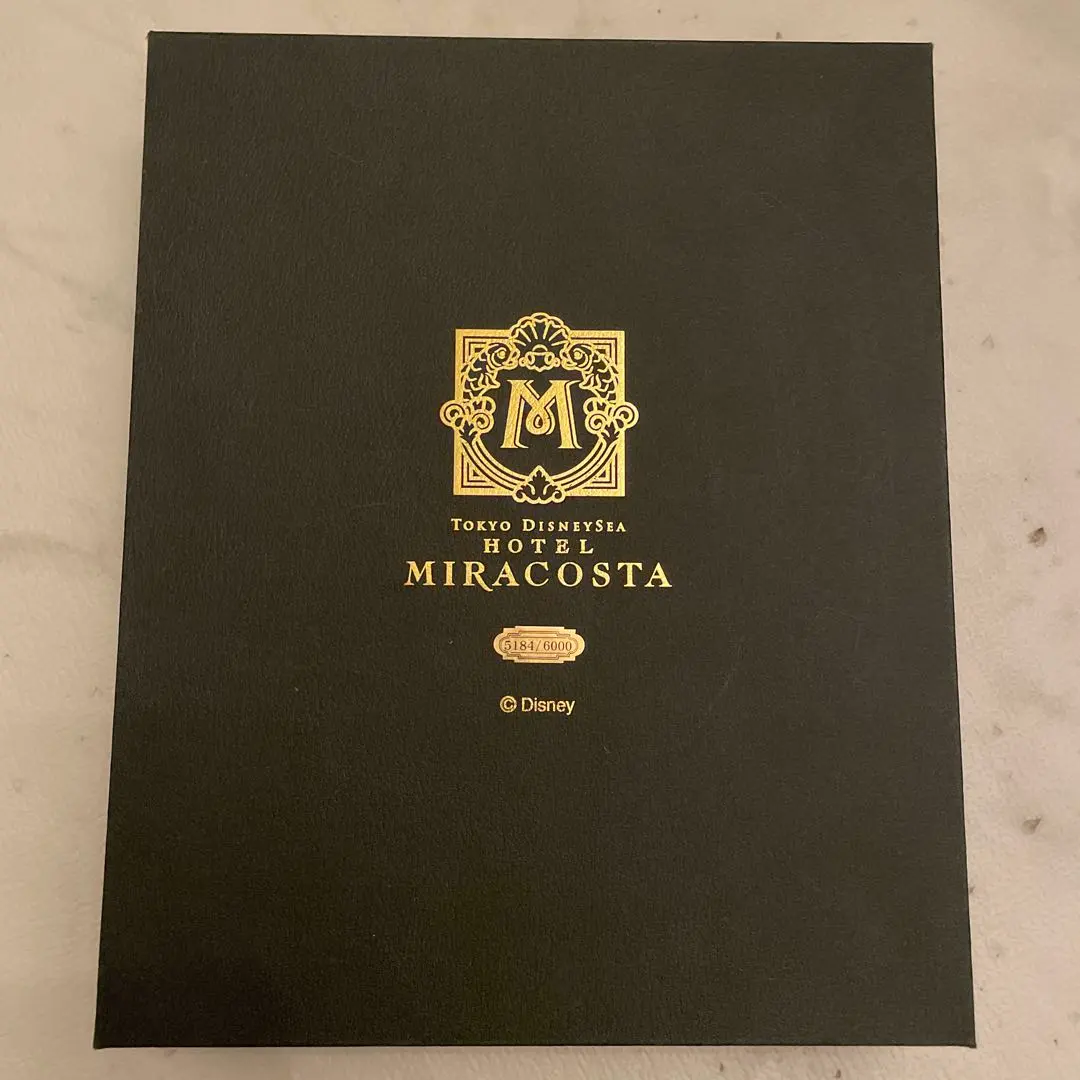 M
TOKYO DISNEYSEA
HOTEL
MIRACOSTA
5184/6000
© Disney